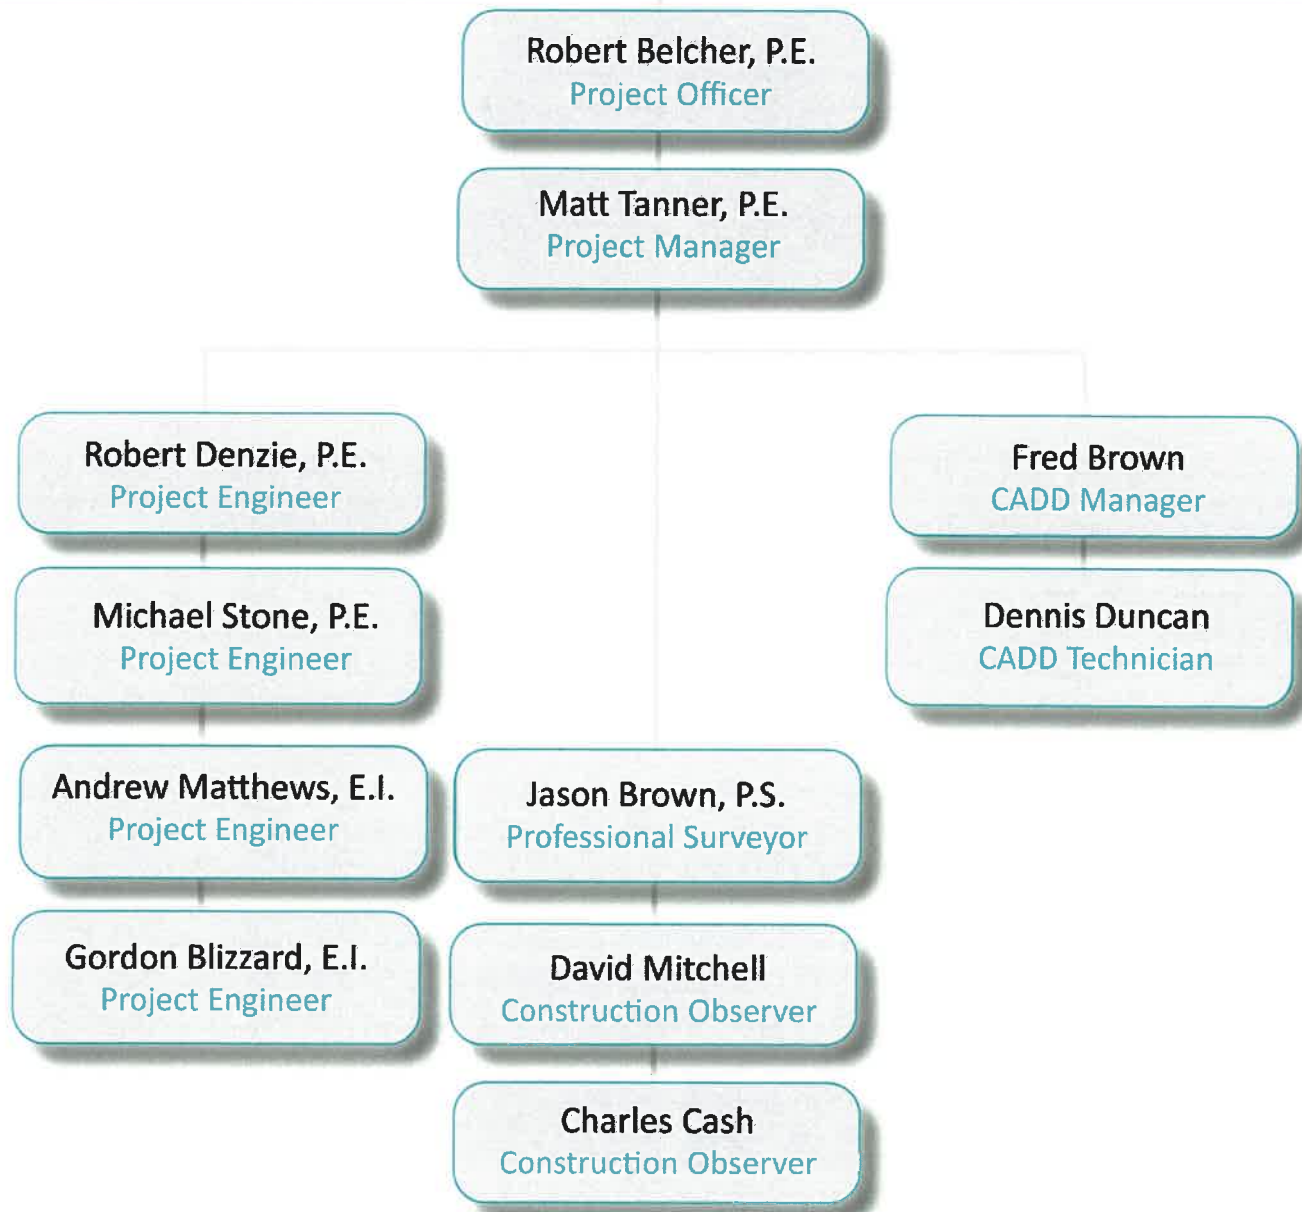 Robert Belcher, P.E.
Project Officer
Matt Tanner, P.E.
Project Manager
Robert Denzie, P.E.
Project Engineer
Michael Stone, P.E.
Project Engineer
Andrew Matthews, E.I.
Project Engineer
Gordon Blizzard, E.I.
Project Engineer
Jason Brown, P.S.
Professional Surveyor
David Mitchell
Construction Observer
Charles Cash
Construction Observer
Fred Brown
CADD Manager
Dennis Duncan
CADD Technician